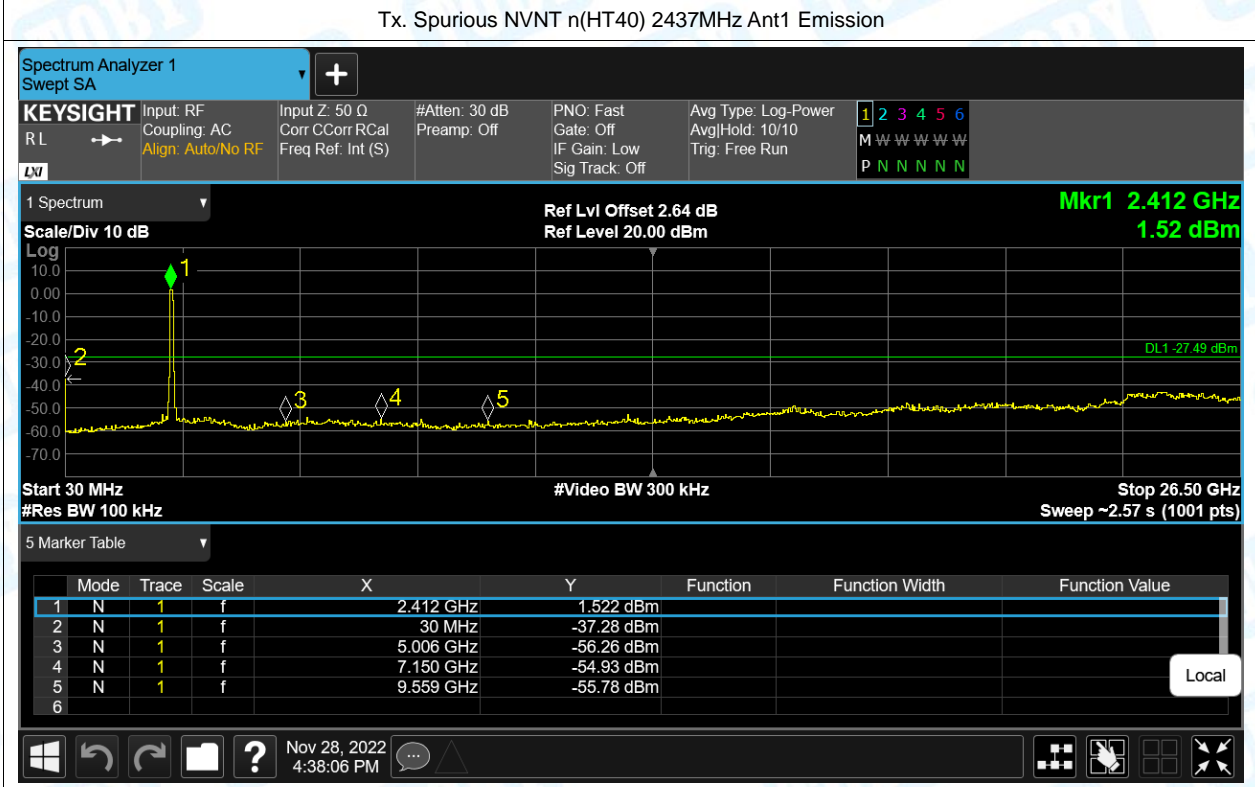 Tx. Spurious NVNT n(HT40) 2437MHz Ant1 Emission
Spectrum Analyzer 1
Swept SA
KEYSIGHT
RL
LXI
Input: RF
Coupling: AC
Align: Auto/No RF
Input Z: 50 Ω
Corr CCorr RCal
Freq Ref: Int (S)
#Atten: 30 dB
Preamp: Off
PNO: Fast
Gate: Off
IF Gain: Low
Sig Track: Off
Avg Type: Log-Power
Avg|Hold: 10/10
Trig: Free Run
1 2 3 4 5 6
M W W W W W
P N N N N N
1 Spectrum
Scale/Div 10 dB
Ref Lvl Offset 2.64 dB
Ref Level 20.00 dBm
Mkr1 2.412 GHz
1.52 dBm
Log
10.0
0.00
-10.0
-20.0
-30.0
-40.0
-50.0
-60.0
-70.0
1
2
3
4
5
DL1 -27.49 dBm
Start 30 MHz
#Video BW 300 kHz
Stop 26.50 GHz
#Res BW 100 kHz
Sweep ~2.57 s (1001 pts)
5 Marker Table
Mode Trace Scale X Y Function Function Width Function Value
1 N 1 f 2.412 GHz 1.522 dBm
2 N 1 f 30 MHz -37.28 dBm
3 N 1 f 5.006 GHz -56.26 dBm
4 N 1 f 7.150 GHz -54.93 dBm
5 N 1 f 9.559 GHz -55.78 dBm
6
Local
?
Nov 28, 2022
4:38:06 PM